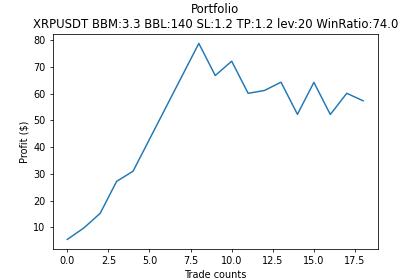 Portfolio
XRPUSDT BBM:3.3 BBL:140 SL:1.2 TP:1.2 lev:20 WinRatio:74.0
80
70
60
50
40
30
20
10
Profit ($)
0.0 2.5 5.0 7.5 10.0 12.5 15.0 17.5
Trade counts